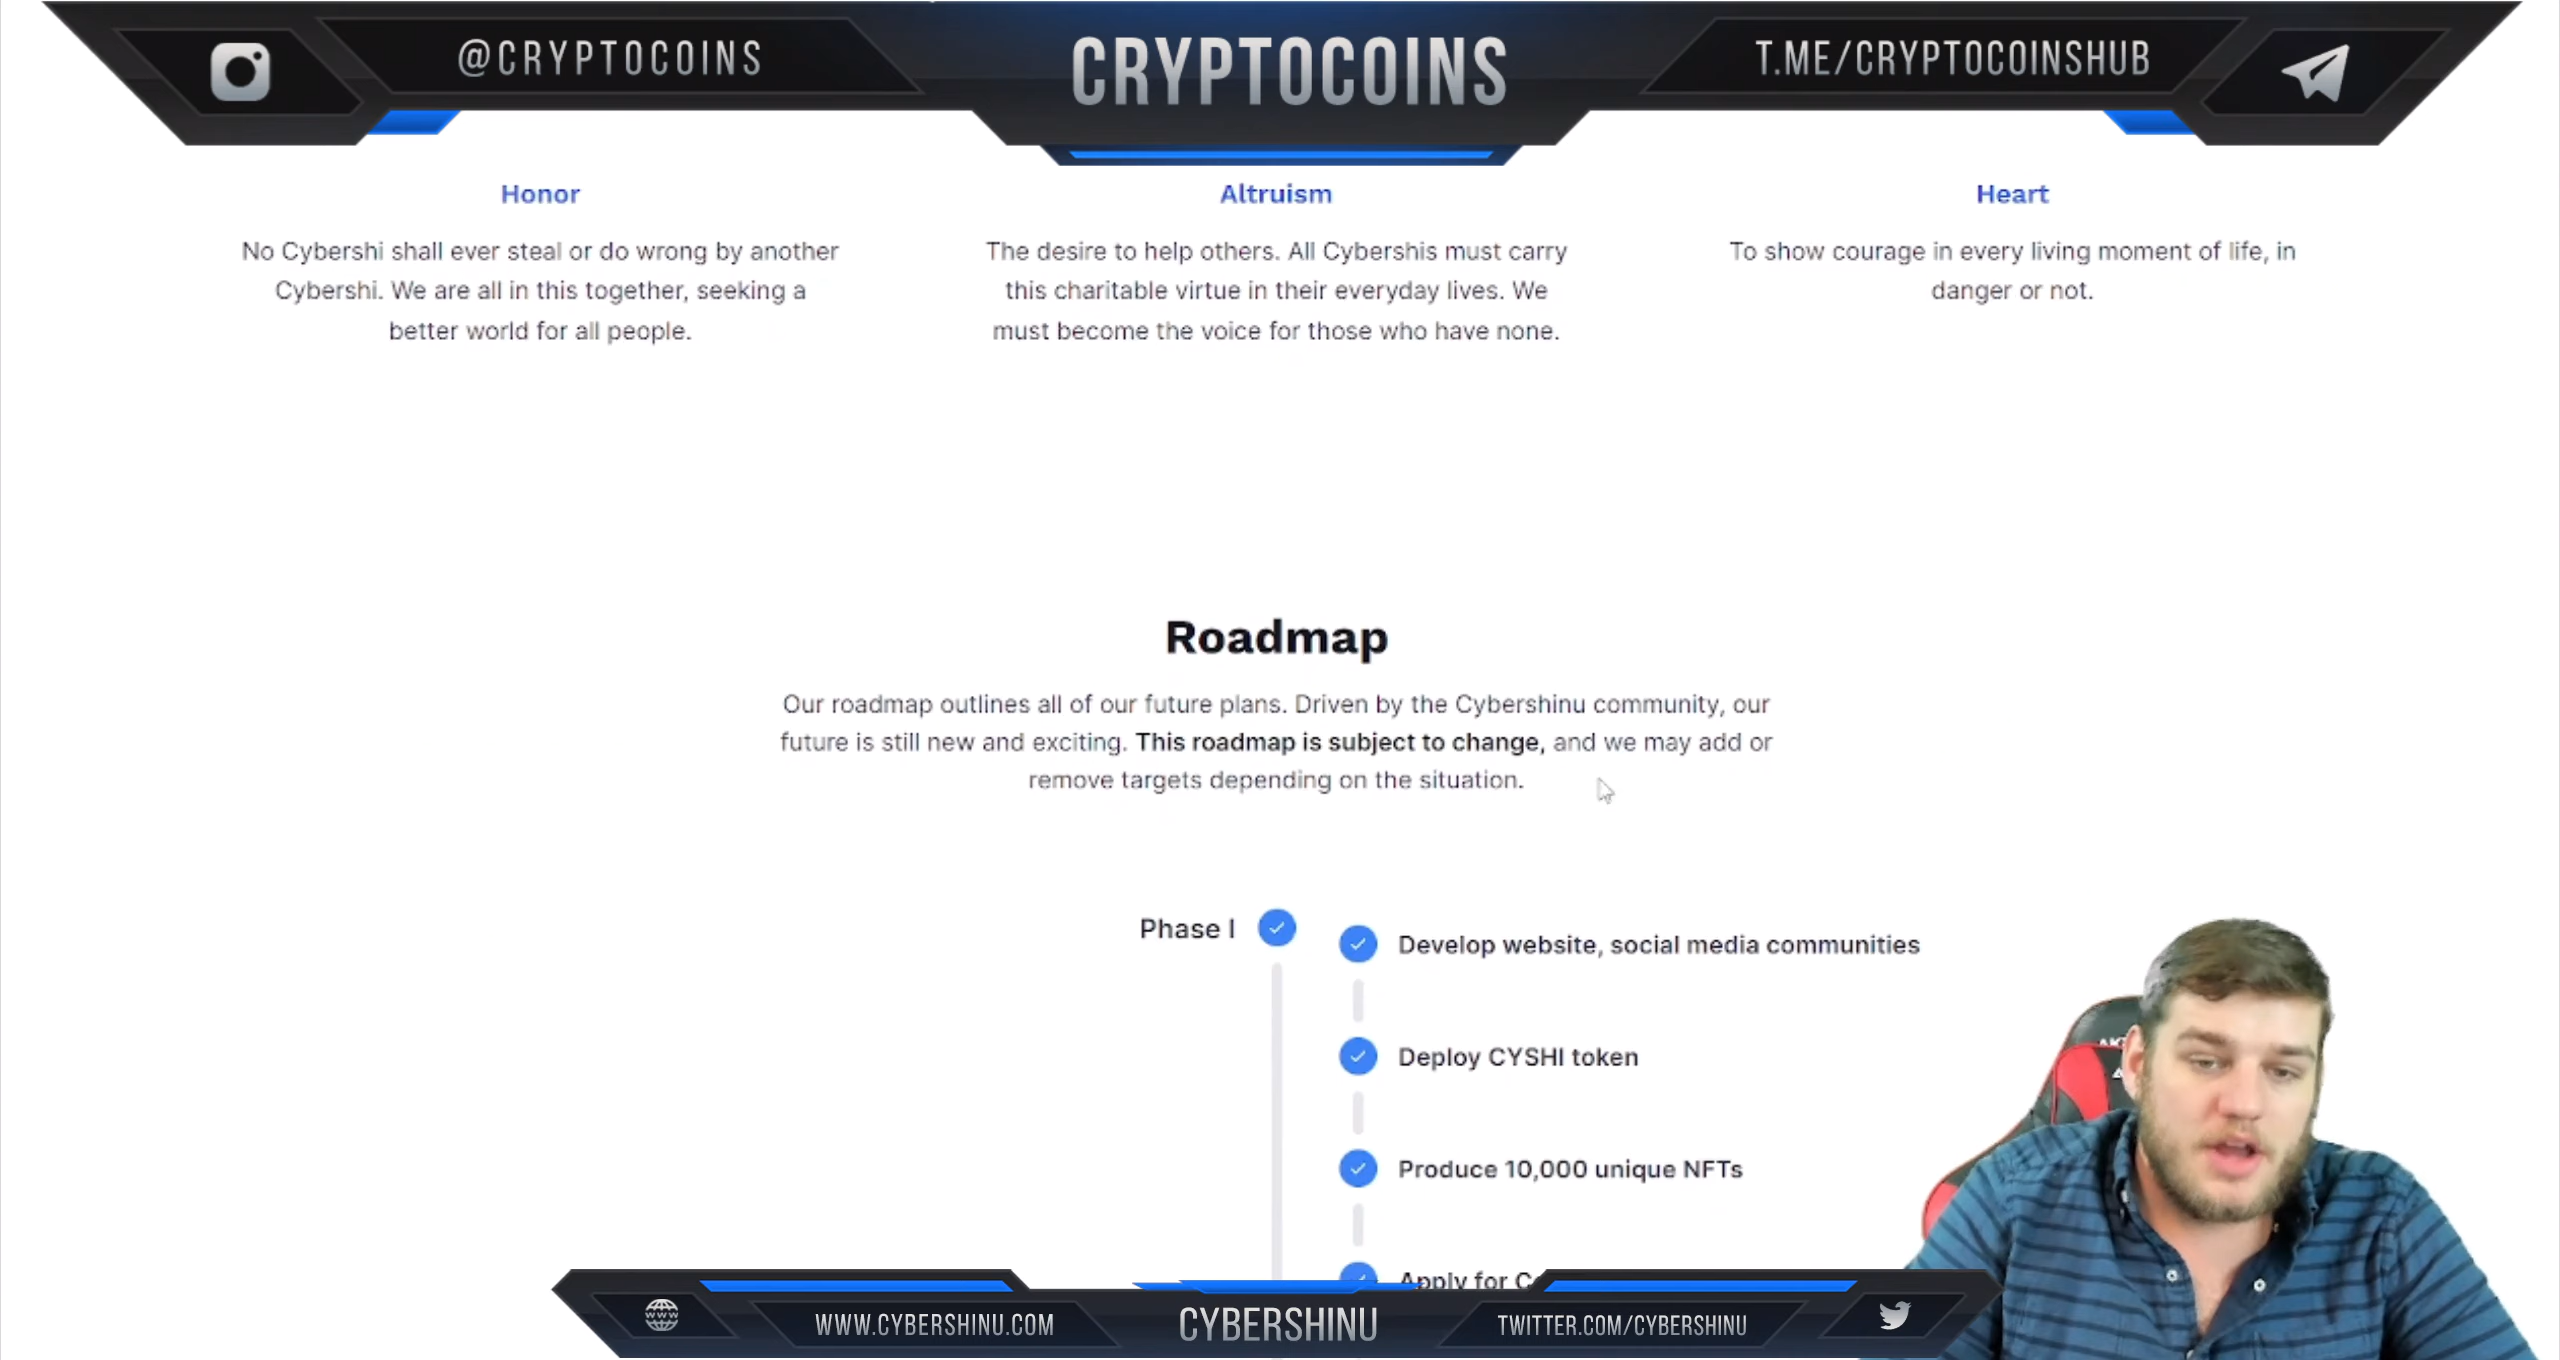 @CRYPTOCOINS
CRYPTOCOINS
T.ME/CRYPTOCOINSHUB
Honor
No Cybershi shall ever steal or do wrong by another
Cybershi. We are all in this together, seeking a
better world for all people.
Altruism
The desire to help others. All Cybershis must carry
this charitable virtue in their everyday lives. We
must become the voice for those who have none.
Heart
To show courage in every living moment of life, in
danger or not.
Roadmap
Our roadmap outlines all of our future plans. Driven by the Cybershinu community, our
future is still new and exciting. This roadmap is subject to change, and we may add or
remove targets depending on the situation.
Phase I
Develop website, social media communities
Deploy CYSHI token
Produce 10,000 unique NFTs
Apply for
WWW.CYBERSHINU.COM
CYBERSHINU
TWITTER.COM/CYBERSHINU